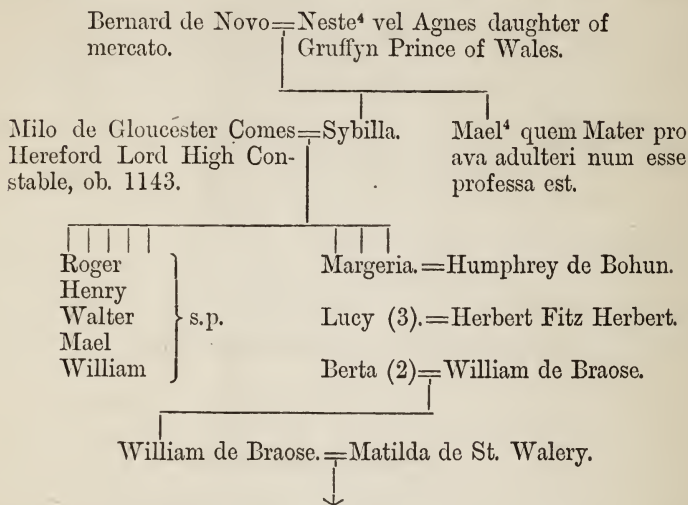 Bernard de Novo=Neste⁴ vel Agnes daughter of
mercato. Gruffyn Prince of Wales.
Milo de Gloucester Comes=Sybilla. Mael⁴ quem Mater pro
Hereford Lord High Con- ava adulteri num esse
stable, ob. 1143. professa est.
Roger Margeria.=Humphrey de Bohun.
Henry
Walter } s.p. Lucy (3).=Herbert Fitz Herbert.
Mael
William Berta (2)=William de Braose.
William de Braose.=Matilda de St. Walery.